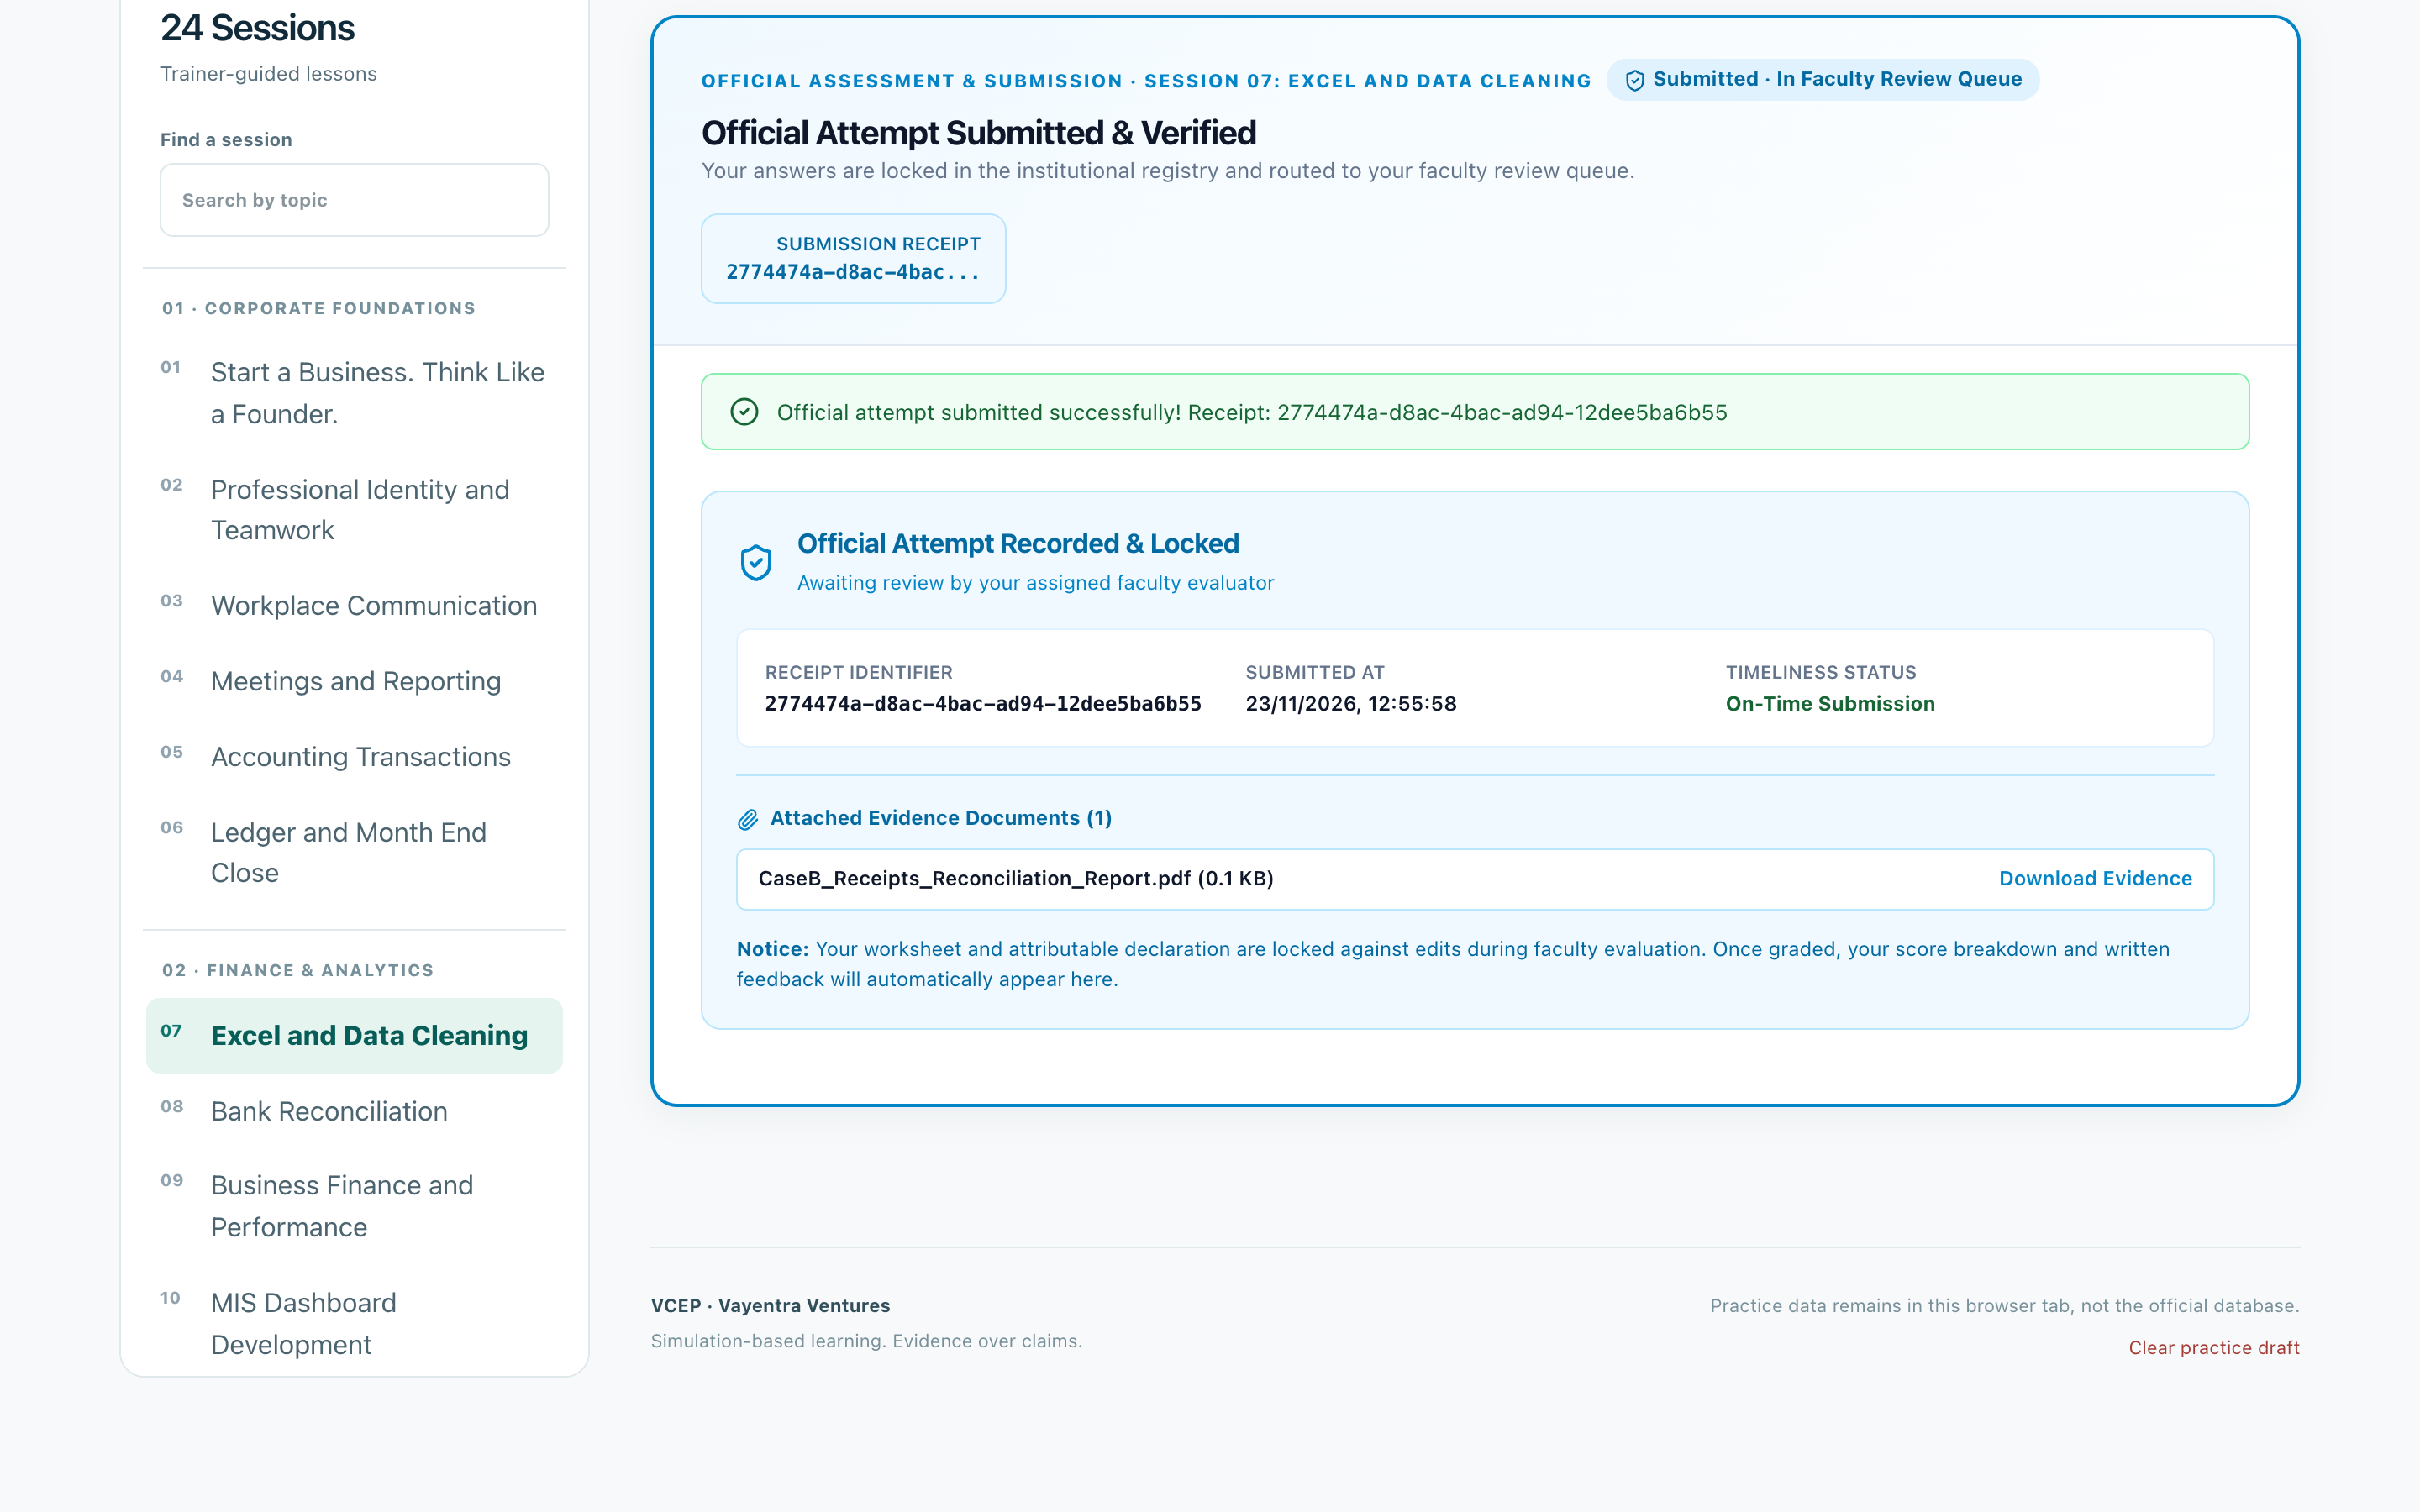 24 Sessions
Trainer-guided lessons
Find a session
Search by topic
01 · CORPORATE FOUNDATIONS
01 Start a Business. Think Like
a Founder.
02 Professional Identity and
Teamwork
03 Workplace Communication
04 Meetings and Reporting
05 Accounting Transactions
06 Ledger and Month End
Close
02 · FINANCE & ANALYTICS
07 Excel and Data Cleaning
08 Bank Reconciliation
09 Business Finance and
Performance
10 MIS Dashboard
Development
OFFICIAL ASSESSMENT & SUBMISSION · SESSION 07: EXCEL AND DATA CLEANING Submitted · In Faculty Review Queue
Official Attempt Submitted & Verified
Your answers are locked in the institutional registry and routed to your faculty review queue.
SUBMISSION RECEIPT
2774474a-d8ac-4bac...
Official attempt submitted successfully! Receipt: 2774474a-d8ac-4bac-ad94-12dee5ba6b55
Official Attempt Recorded & Locked
Awaiting review by your assigned faculty evaluator
RECEIPT IDENTIFIER SUBMITTED AT TIMELINESS STATUS
2774474a-d8ac-4bac-ad94-12dee5ba6b55 23/11/2026, 12:55:58 On-Time Submission
Attached Evidence Documents (1)
CaseB_Receipts_Reconciliation_Report.pdf (0.1 KB) Download Evidence
Notice: Your worksheet and attributable declaration are locked against edits during faculty evaluation. Once graded, your score breakdown and written
feedback will automatically appear here.
VCEP · Vayentra Ventures Practice data remains in this browser tab, not the official database.
Simulation-based learning. Evidence over claims. Clear practice draft